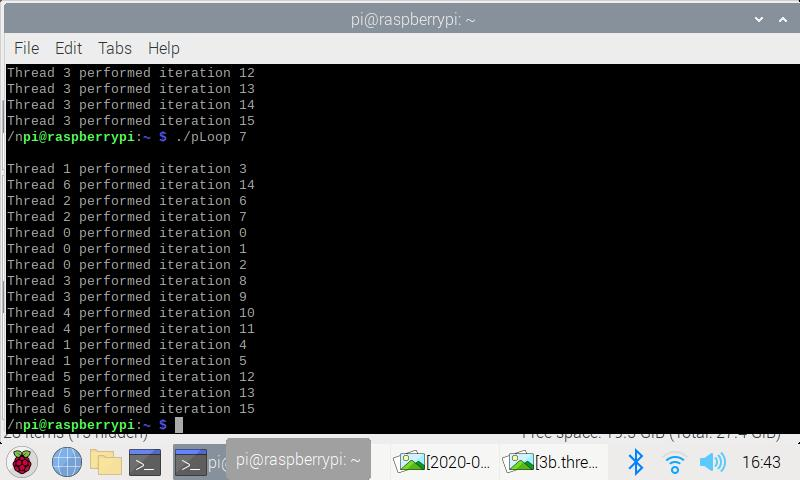 pi@raspberrypi: ~
File Edit Tabs Help
Thread 3 performed iteration 12
Thread 3 performed iteration 13
Thread 3 performed iteration 14
Thread 3 performed iteration 15
/npi@raspberrypi:~ $ ./pLoop 7
Thread 1 performed iteration 3
Thread 6 performed iteration 14
Thread 2 performed iteration 6
Thread 2 performed iteration 7
Thread 0 performed iteration 0
Thread 0 performed iteration 1
Thread 0 performed iteration 2
Thread 3 performed iteration 8
Thread 3 performed iteration 9
Thread 4 performed iteration 10
Thread 4 performed iteration 11
Thread 1 performed iteration 4
Thread 1 performed iteration 5
Thread 5 performed iteration 12
Thread 5 performed iteration 13
Thread 6 performed iteration 15
/npi@raspberrypi:~ $
items (15 hidden) Free space: 19.5 GiB (Total: 27.4 GiB)
pi@raspberrypi: ~ [2020-0... [3b.thre... 16:43